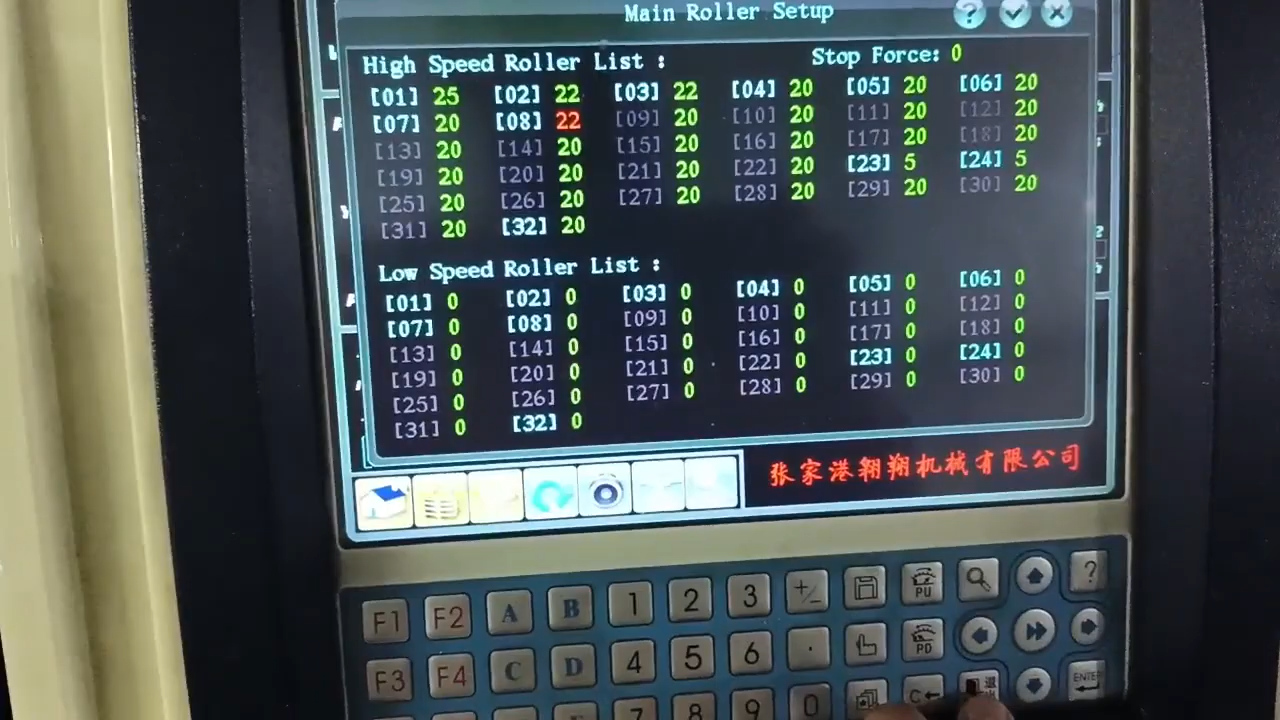 Main Roller Setup
High Speed Roller List : Stop Force: 0
[01] 25 [02] 22 [03] 22 [04] 20 [05] 20 [06] 20
[07] 20 [08] 22 [09] 20 [10] 20 [11] 20 [12] 20
[13] 20 [14] 20 [15] 20 [16] 20 [17] 20 [18] 20
[19] 20 [20] 20 [21] 20 [22] 20 [23] 5 [24] 5
[25] 20 [26] 20 [27] 20 [28] 20 [29] 20 [30] 20
[31] 20 [32] 20
Low Speed Roller List :
[01] 0 [02] 0 [03] 0 [04] 0 [05] 0 [06] 0
[07] 0 [08] 0 [09] 0 [10] 0 [11] 0 [12] 0
[13] 0 [14] 0 [15] 0 [16] 0 [17] 0 [18] 0
[19] 0 [20] 0 [21] 0 [22] 0 [23] 0 [24] 0
[25] 0 [26] 0 [27] 0 [28] 0 [29] 0 [30] 0
[31] 0 [32] 0
张家港翱翔机械有限公司
F1 F2 A B 1 2 3 +/- PU ?
F3 F4 C D 4 5 6 . PD
7 8 9 0 C← ENTER